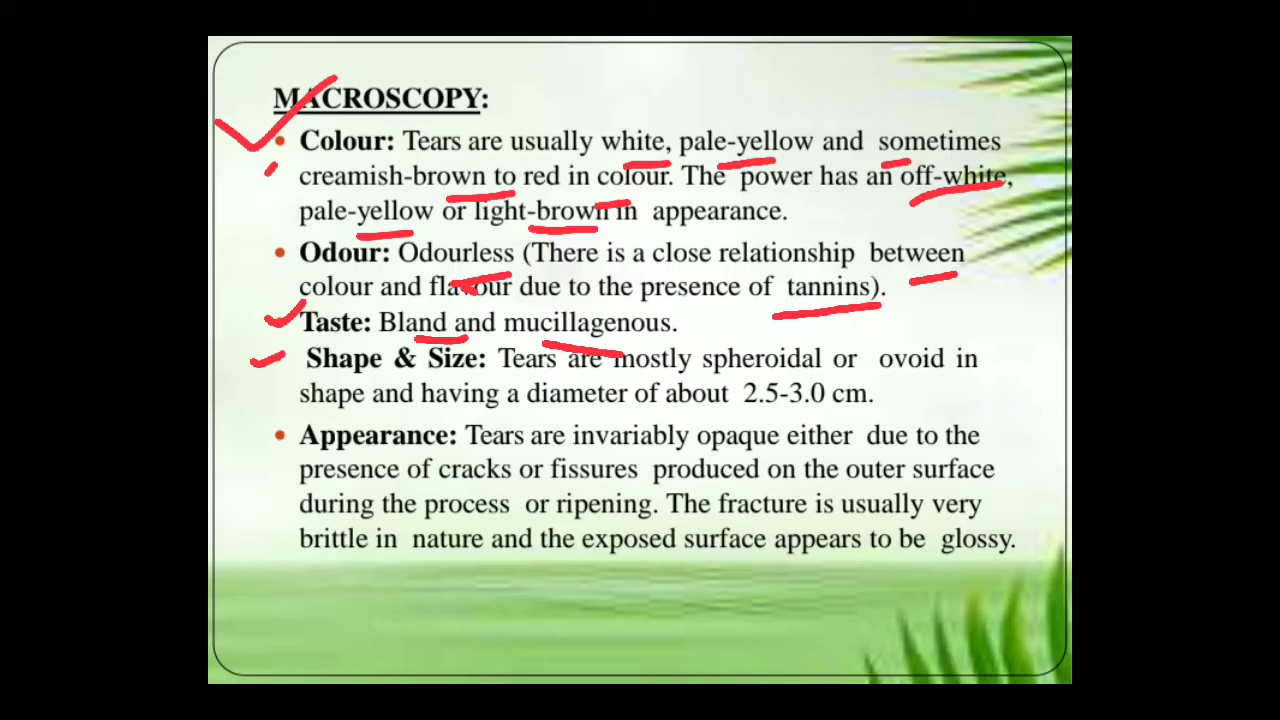 MACROSCOPY:
• Colour: Tears are usually white, pale-yellow and sometimes
creamish-brown to red in colour. The power has an off-white,
pale-yellow or light-brown in appearance.
• Odour: Odourless (There is a close relationship between
colour and flavour due to the presence of tannins).
Taste: Bland and mucillagenous.
Shape & Size: Tears are mostly spheroidal or ovoid in
shape and having a diameter of about 2.5-3.0 cm.
• Appearance: Tears are invariably opaque either due to the
presence of cracks or fissures produced on the outer surface
during the process or ripening. The fracture is usually very
brittle in nature and the exposed surface appears to be glossy.